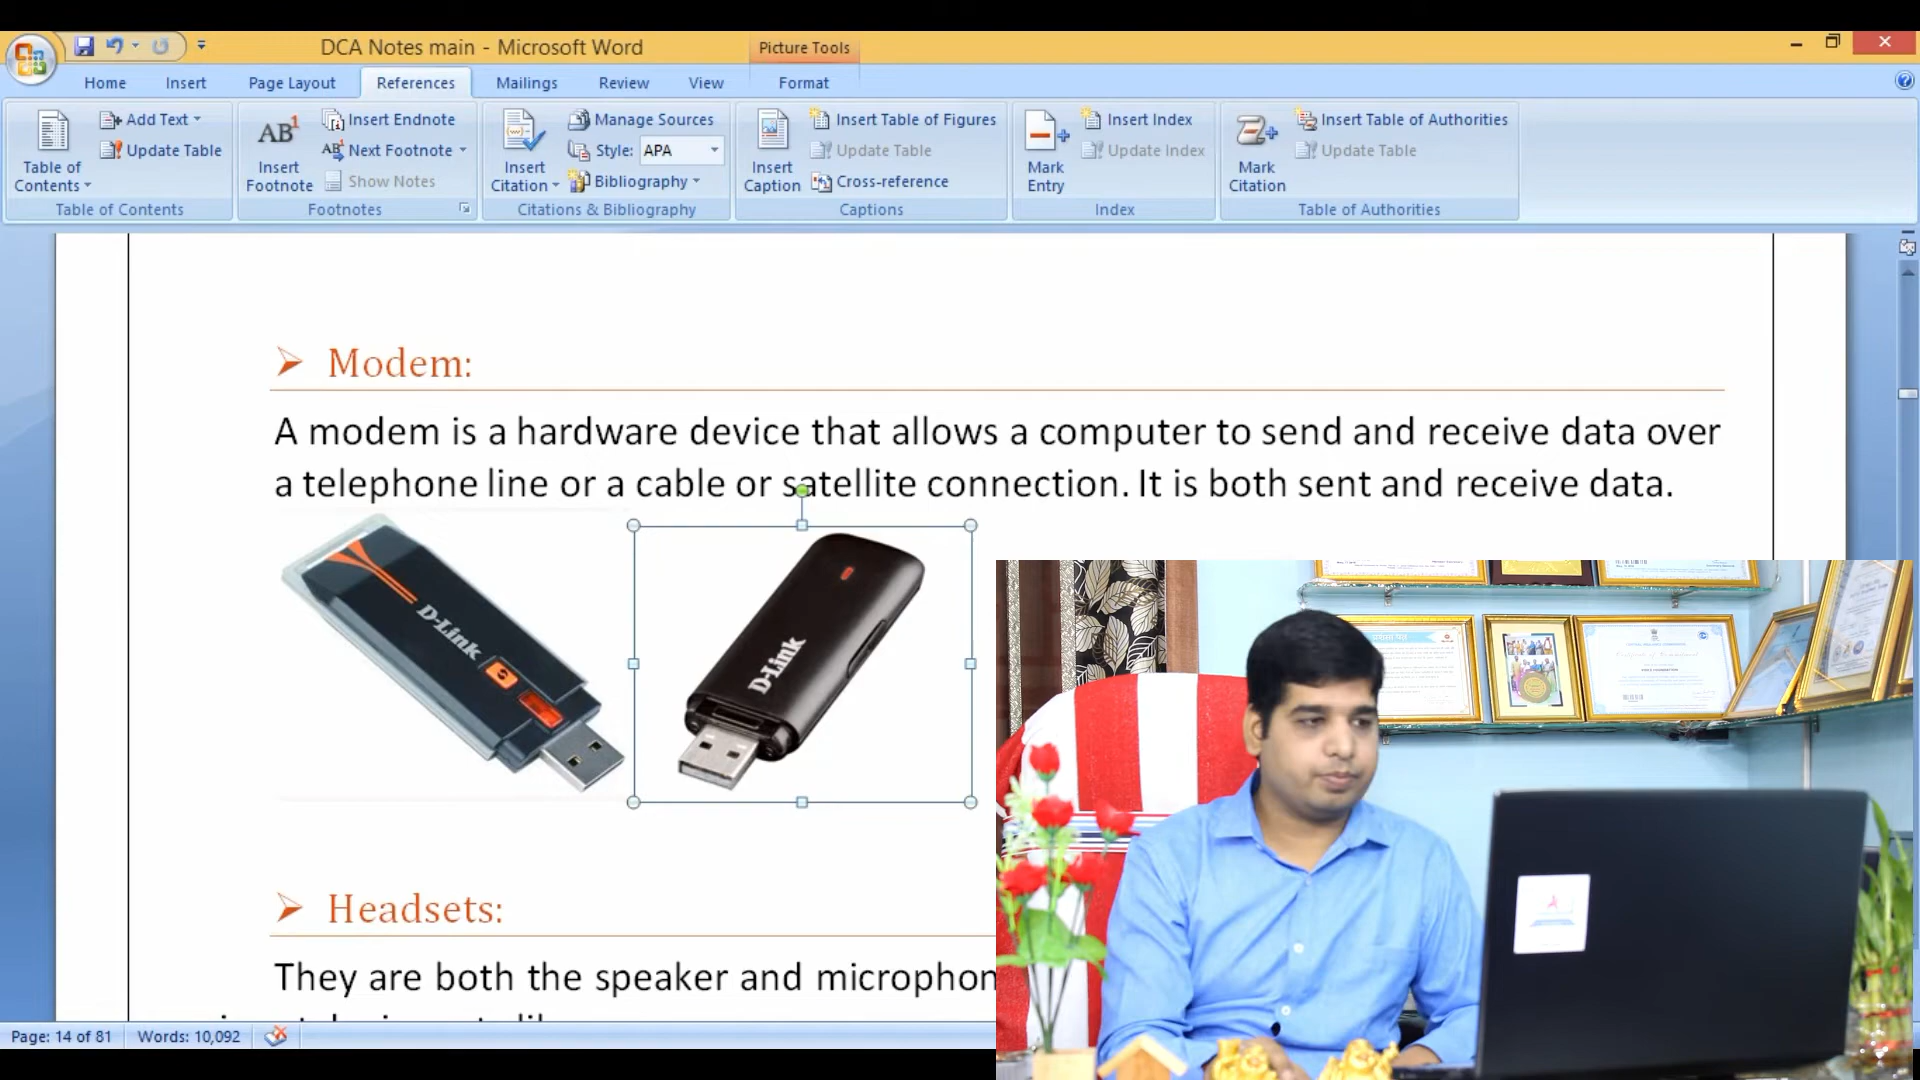 DCA Notes main - Microsoft Word
Picture Tools
Home
Insert
Page Layout
References
Mailings
Review
View
Format
Table of Contents
Add Text
Update Table
Table of Contents
AB1
Insert Footnote
Insert Endnote
Next Footnote
Show Notes
Footnotes
Insert Citation
Manage Sources
Style: APA
Bibliography
Citations & Bibliography
Insert Caption
Insert Table of Figures
Update Table
Cross-reference
Captions
Mark Entry
Insert Index
Update Index
Index
Mark Citation
Insert Table of Authorities
Update Table
Table of Authorities
Modem:
A modem is a hardware device that allows a computer to send and receive data over
a telephone line or a cable or satellite connection. It is both sent and receive data.
D-Link
D-Link
Headsets:
They are both the speaker and microphon
Page: 14 of 81
Words: 10,092